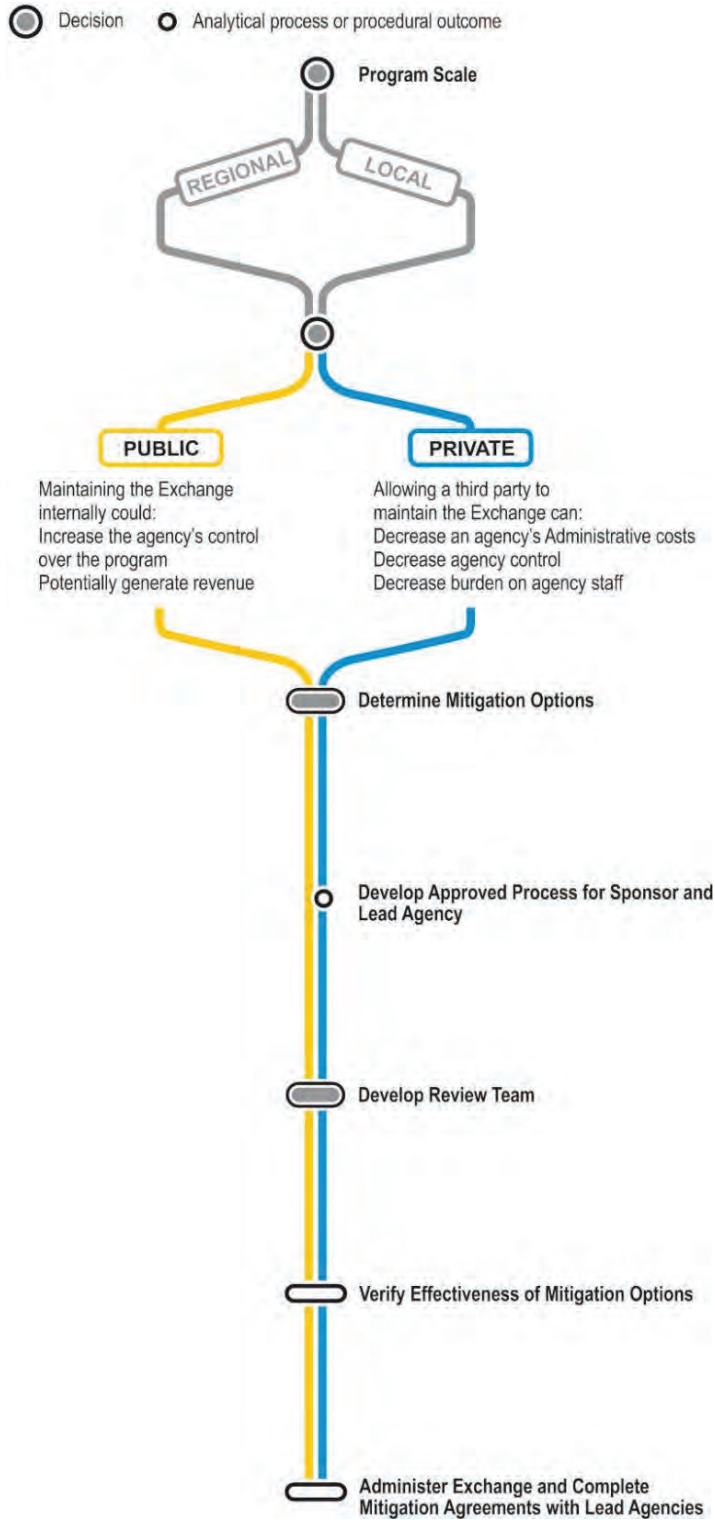 Decision
Analytical process or procedural outcome
Program Scale
REGIONAL
LOCAL
PUBLIC
Maintaining the Exchange
internally could:
Increase the agency's control
over the program
Potentially generate revenue
PRIVATE
Allowing a third party to
maintain the Exchange can:
Decrease an agency's Administrative costs
Decrease agency control
Decrease burden on agency staff
Determine Mitigation Options
Develop Approved Process for Sponsor and
Lead Agency
Develop Review Team
Verify Effectiveness of Mitigation Options
Administer Exchange and Complete
Mitigation Agreements with Lead Agencies